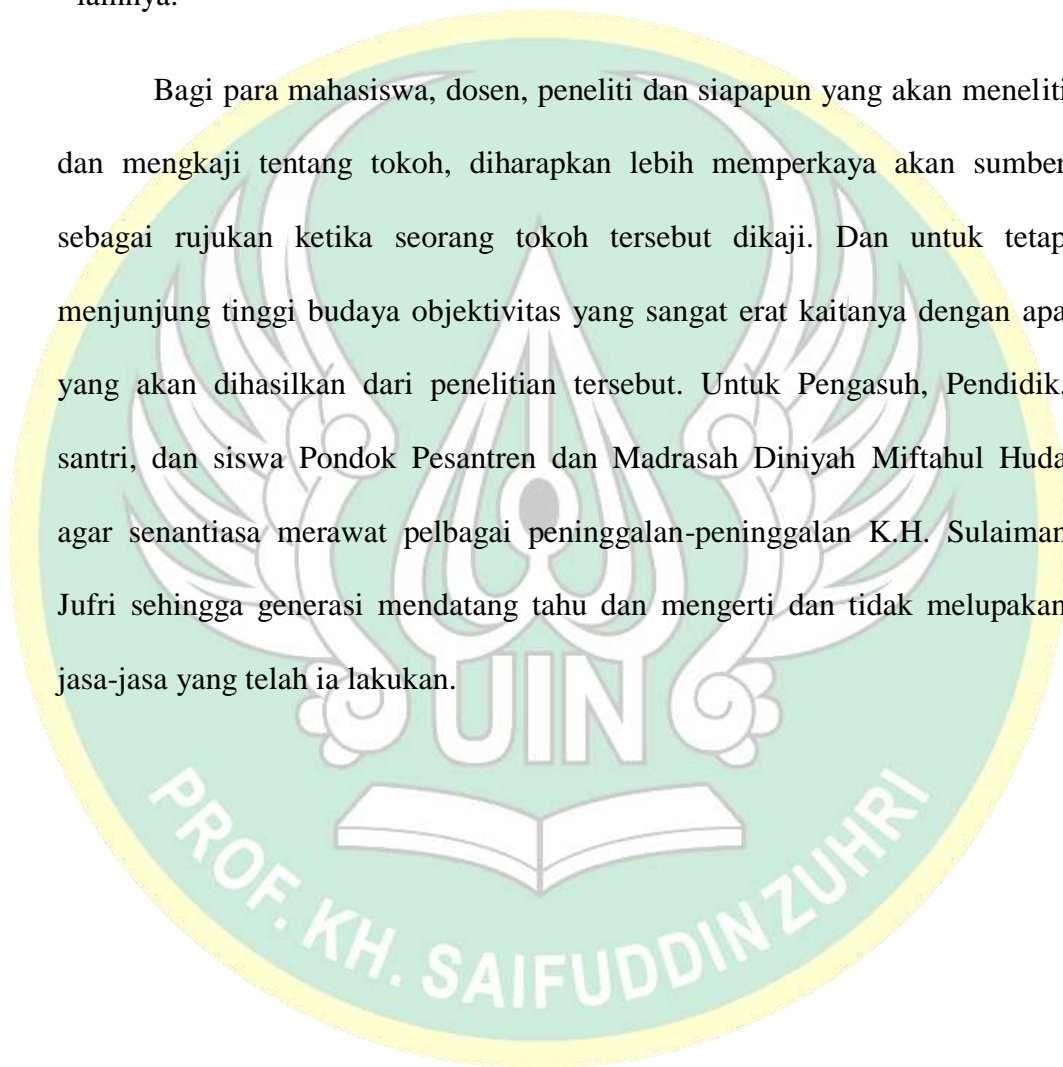 lainnya.
Bagi para mahasiswa, dosen, peneliti dan siapapun yang akan meneliti
dan mengkaji tentang tokoh, diharapkan lebih memperkaya akan sumber
sebagai rujukan ketika seorang tokoh tersebut dikaji. Dan untuk tetap
menjunjung tinggi budaya objektivitas yang sangat erat kaitanya dengan apa
yang akan dihasilkan dari penelitian tersebut. Untuk Pengasuh, Pendidik,
santri, dan siswa Pondok Pesantren dan Madrasah Diniyah Miftahul Huda
agar senantiasa merawat pelbagai peninggalan-peninggalan K.H. Sulaiman
Jufri sehingga generasi mendatang tahu dan mengerti dan tidak melupakan
jasa-jasa yang telah ia lakukan.
UIN
PROF. KH. SAIFUDDIN ZUHRI